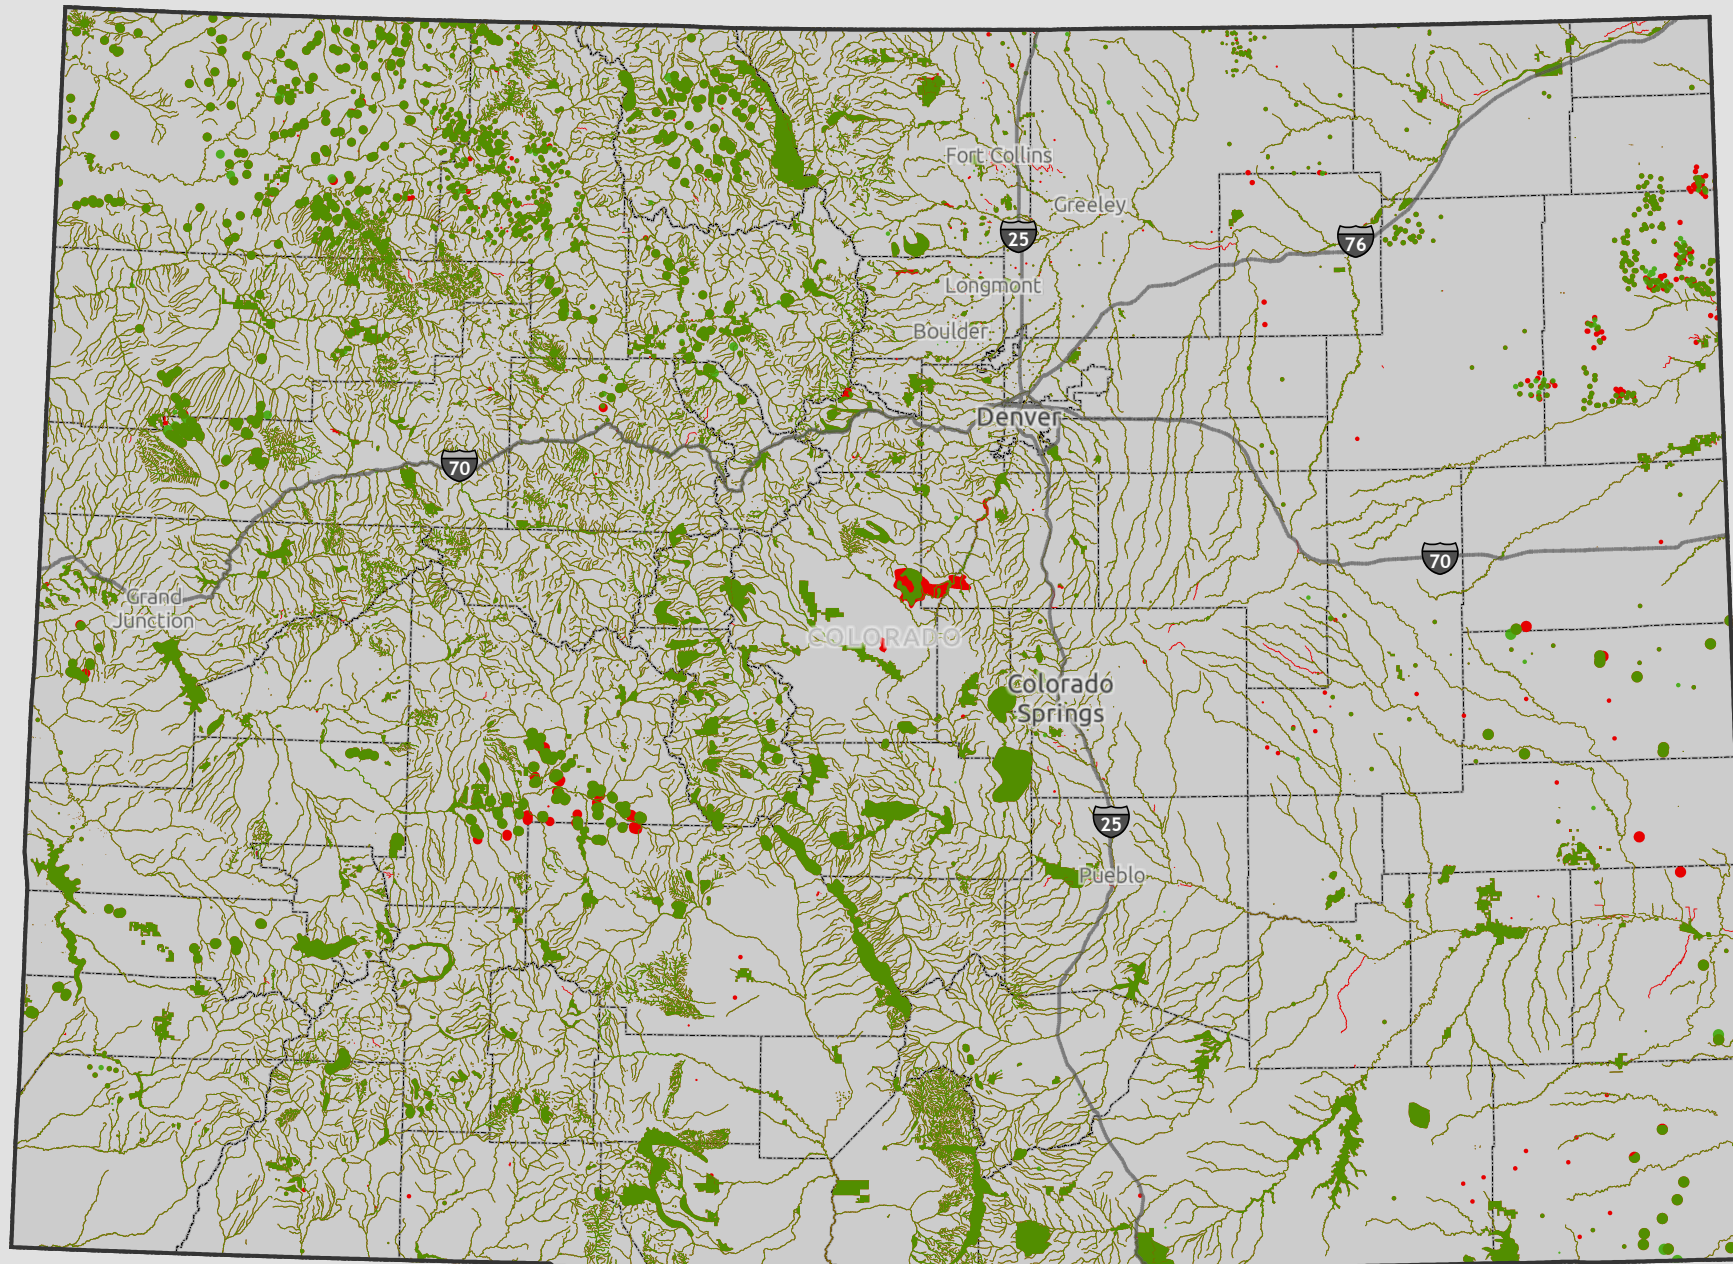 Fort Collins
Greeley
25
76
Longmont
Boulder
Denver
70
70
Grand
Junction
COLORADO
Colorado
Springs
25
Pueblo